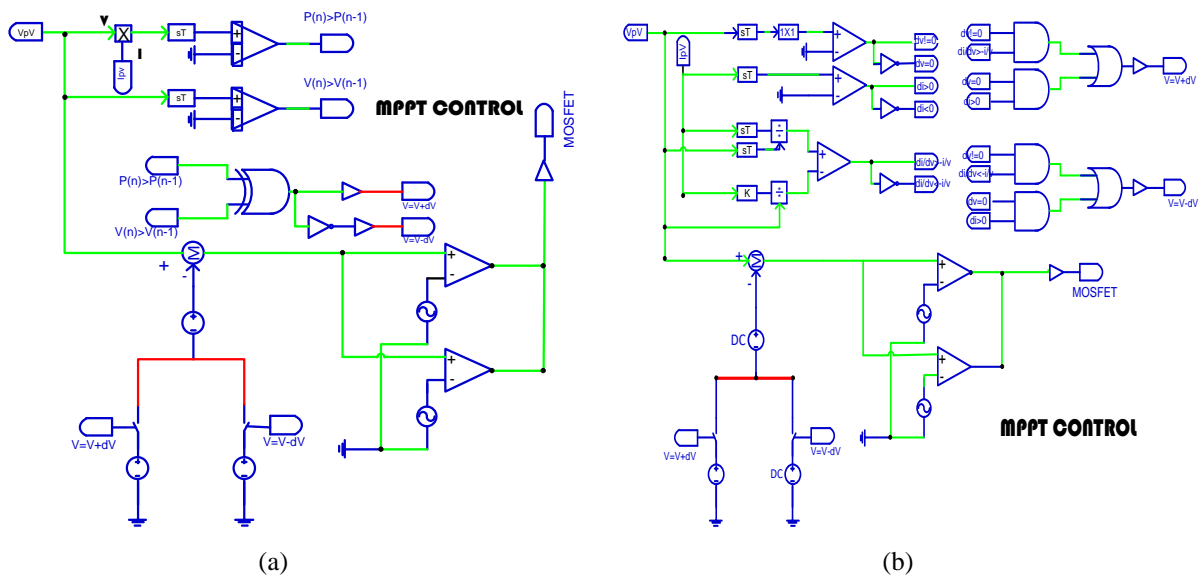 VpV
V
X
I
Ipv
sT
+
-
P(n)>P(n-1)
sT
+
-
V(n)>V(n-1)
MPPT CONTROL
MOSFET
P(n)>P(n-1)
V(n)>V(n-1)
V=V+dV
V=V-dV
M
+
-
+
-
+
-
V=V+dV
V=V-dV
(a)
VpV
IpV
sT
1X1
+
-
dv!=0
dv=0
sT
+
-
di>0
di<0
sT
sT
÷
K
÷
+
-
di/dv>-i/v
di/dv<-i/v
dv!=0
di/dv>-i/v
dv=0
di>0
V=V+dV
dv!=0
di/dv<-i/v
dv=0
di>0
V=V-dV
M
+
-
DC
+
-
+
-
MOSFET
V=V+dV
V=V-dV
DC
MPPT CONTROL
(b)